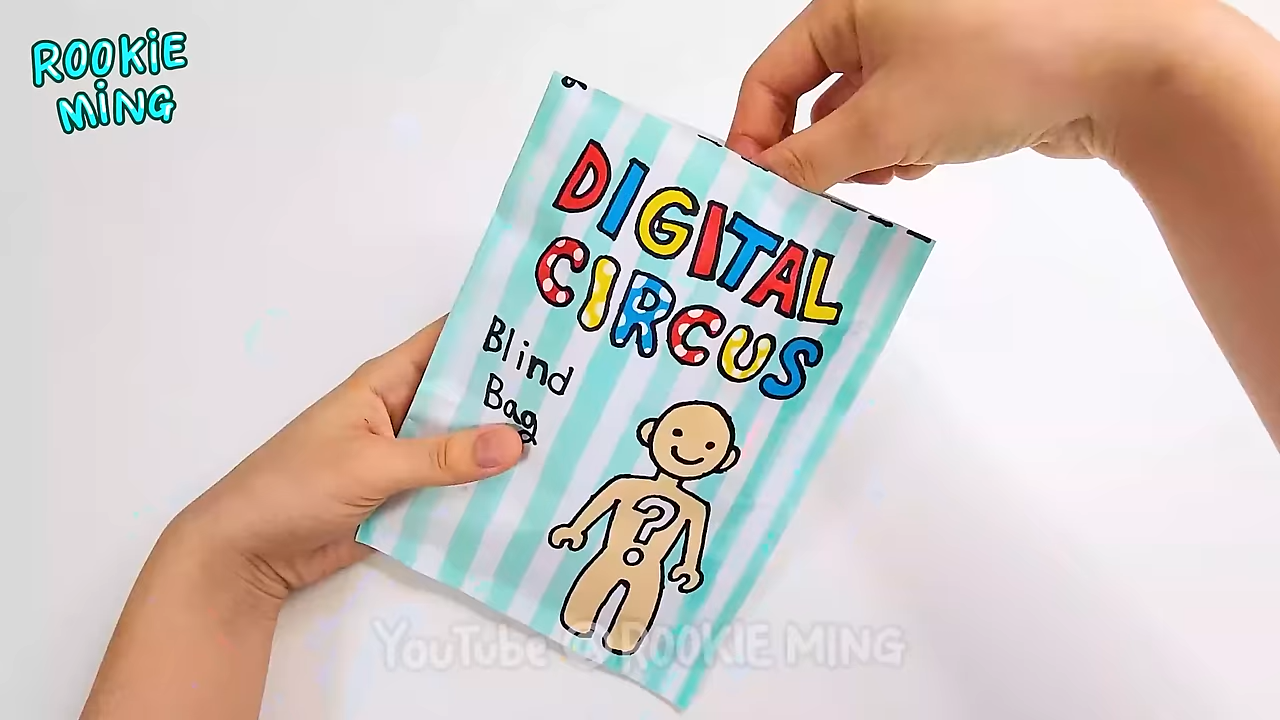 ROOKiE
MiNG
DIGITAL
CIRCUS
Blind
Bag
?
YouTube @ROOKIE MING